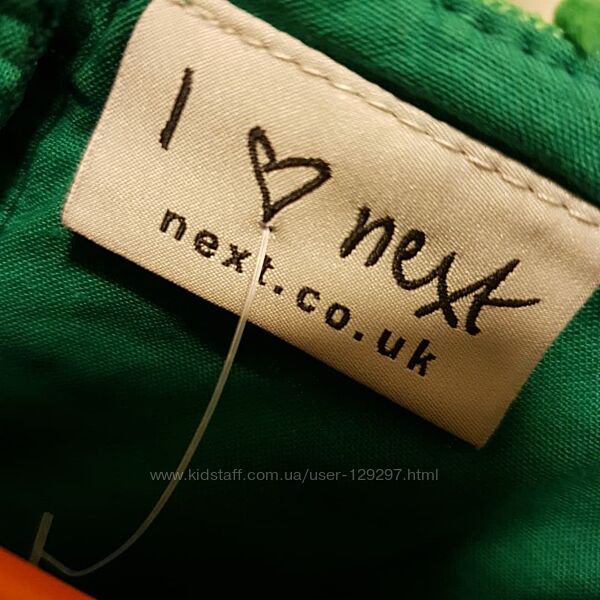 I ♡ next
next.co.uk
www.kidstaff.com.ua/user-129297.html